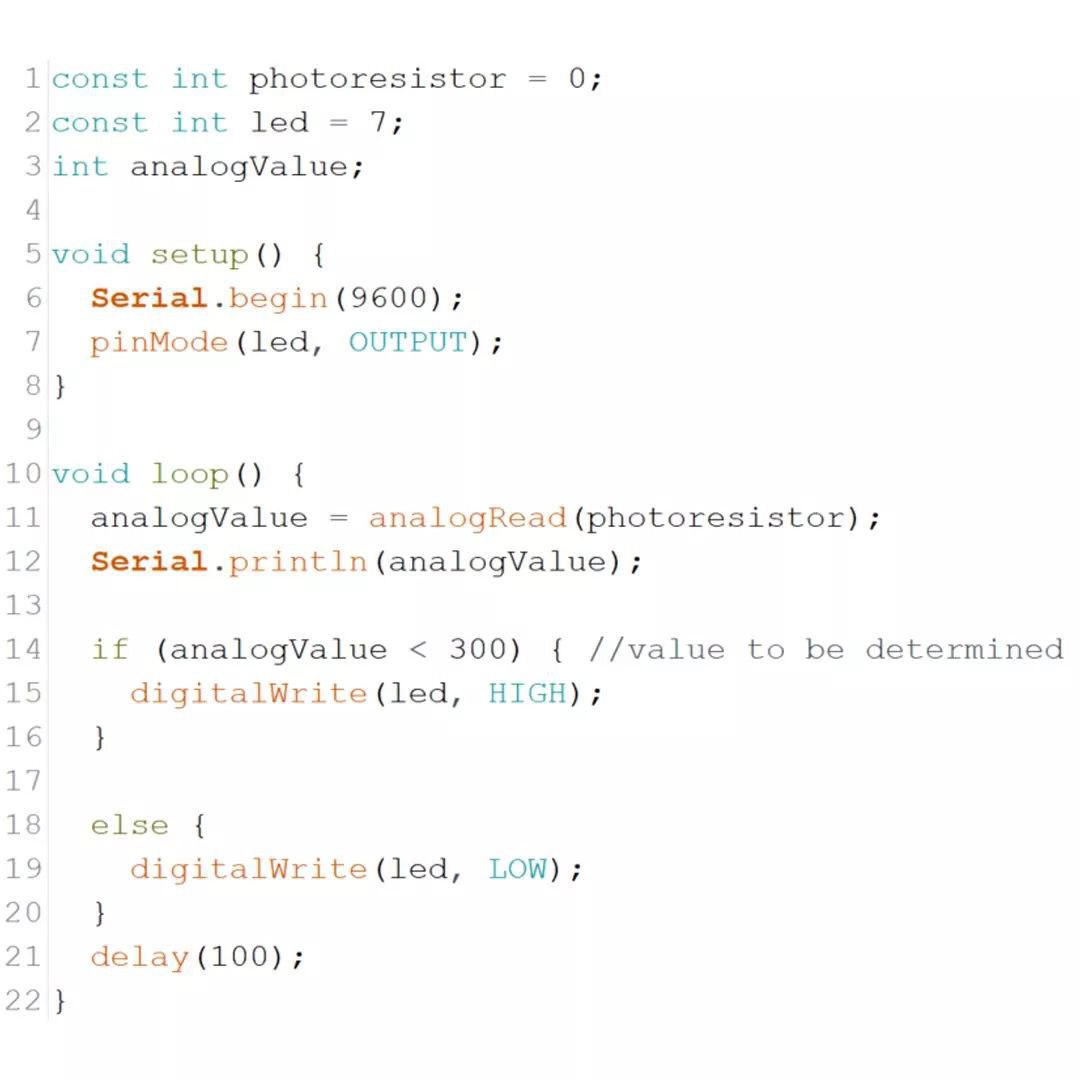 1 const int photoresistor = 0;
2 const int led = 7;
3 int analogValue;
4
5 void setup() {
6   Serial.begin(9600);
7   pinMode(led, OUTPUT);
8 }
9
10 void loop() {
11   analogValue = analogRead(photoresistor);
12   Serial.println(analogValue);
13
14   if (analogValue < 300) { //value to be determined
15     digitalWrite(led, HIGH);
16   }
17
18   else {
19     digitalWrite(led, LOW);
20   }
21   delay(100);
22 }